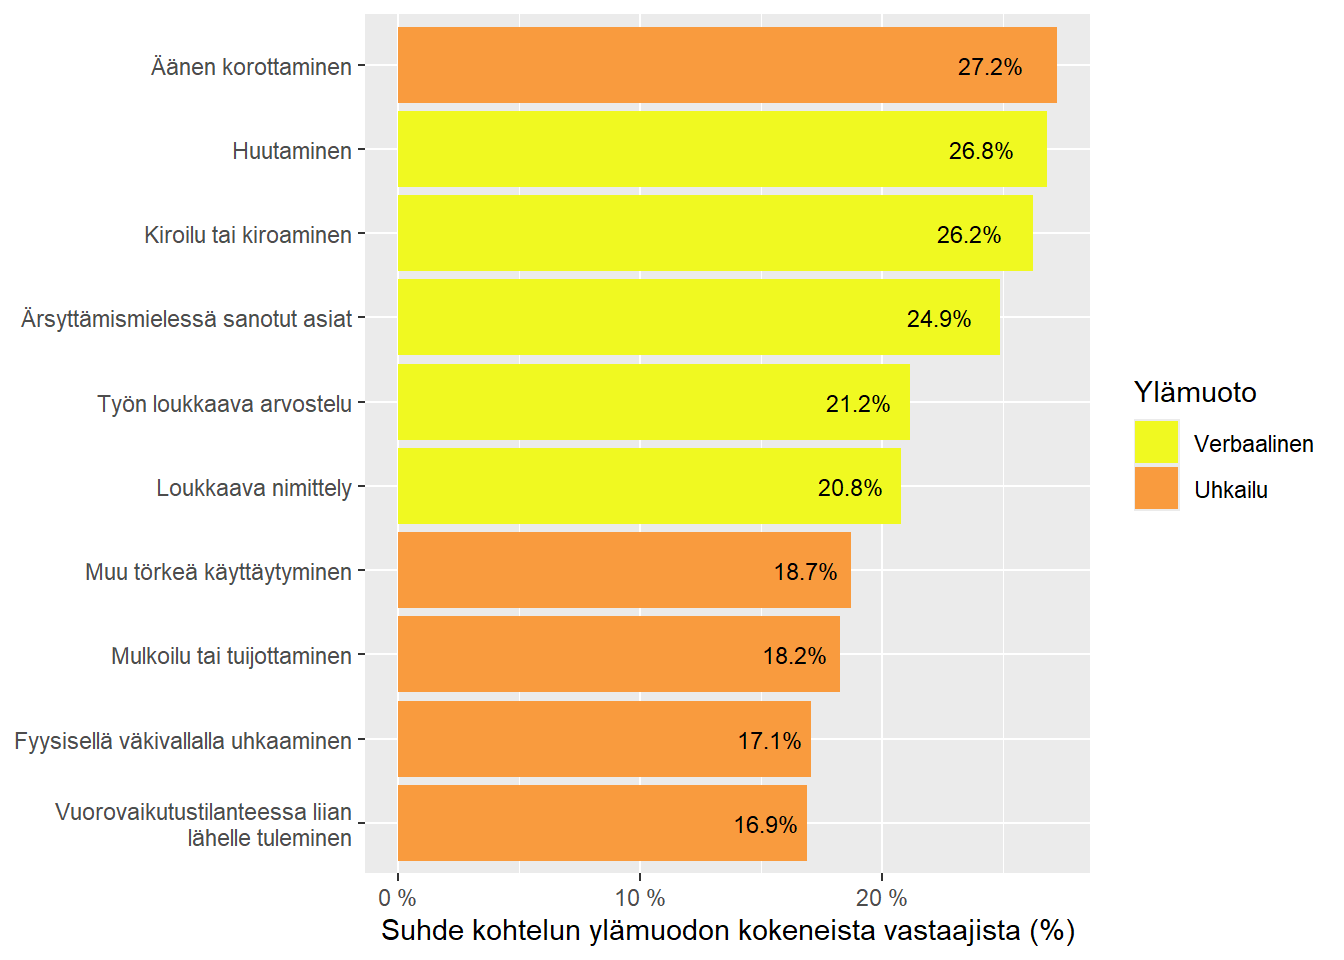 Äänen korottaminen
27.2%
Huutaminen
26.8%
Kiroilu tai kiroaminen
26.2%
Ärsyttämismielessä sanotut asiat
24.9%
Työn loukkaava arvostelu
21.2%
Loukkaava nimittely
20.8%
Muu törkeä käyttäytyminen
18.7%
Mulkoilu tai tuijottaminen
18.2%
Fyysisellä väkivallalla uhkaaminen
17.1%
Vuorovaikutustilanteessa liian
lähelle tuleminen
16.9%
0 %
10 %
20 %
Suhde kohtelun ylämuodon kokeneista vastaajista (%)
Ylämuoto
Verbaalinen
Uhkailu